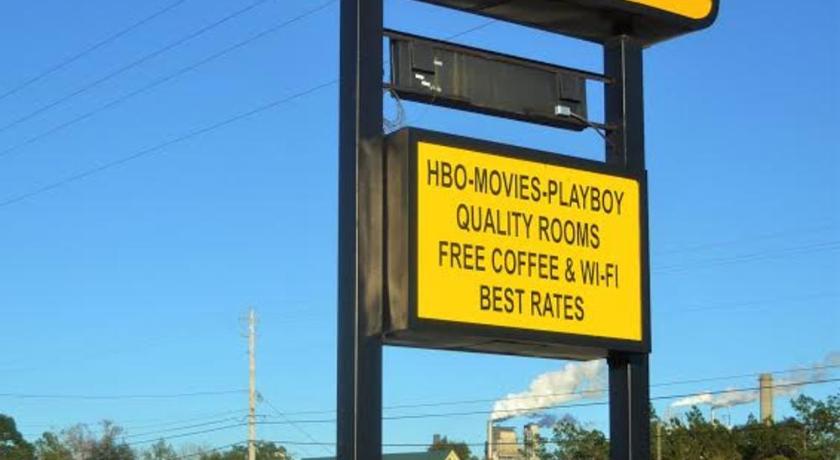 HBO-MOVIES-PLAYBOY
QUALITY ROOMS
FREE COFFEE & WI-FI
BEST RATES